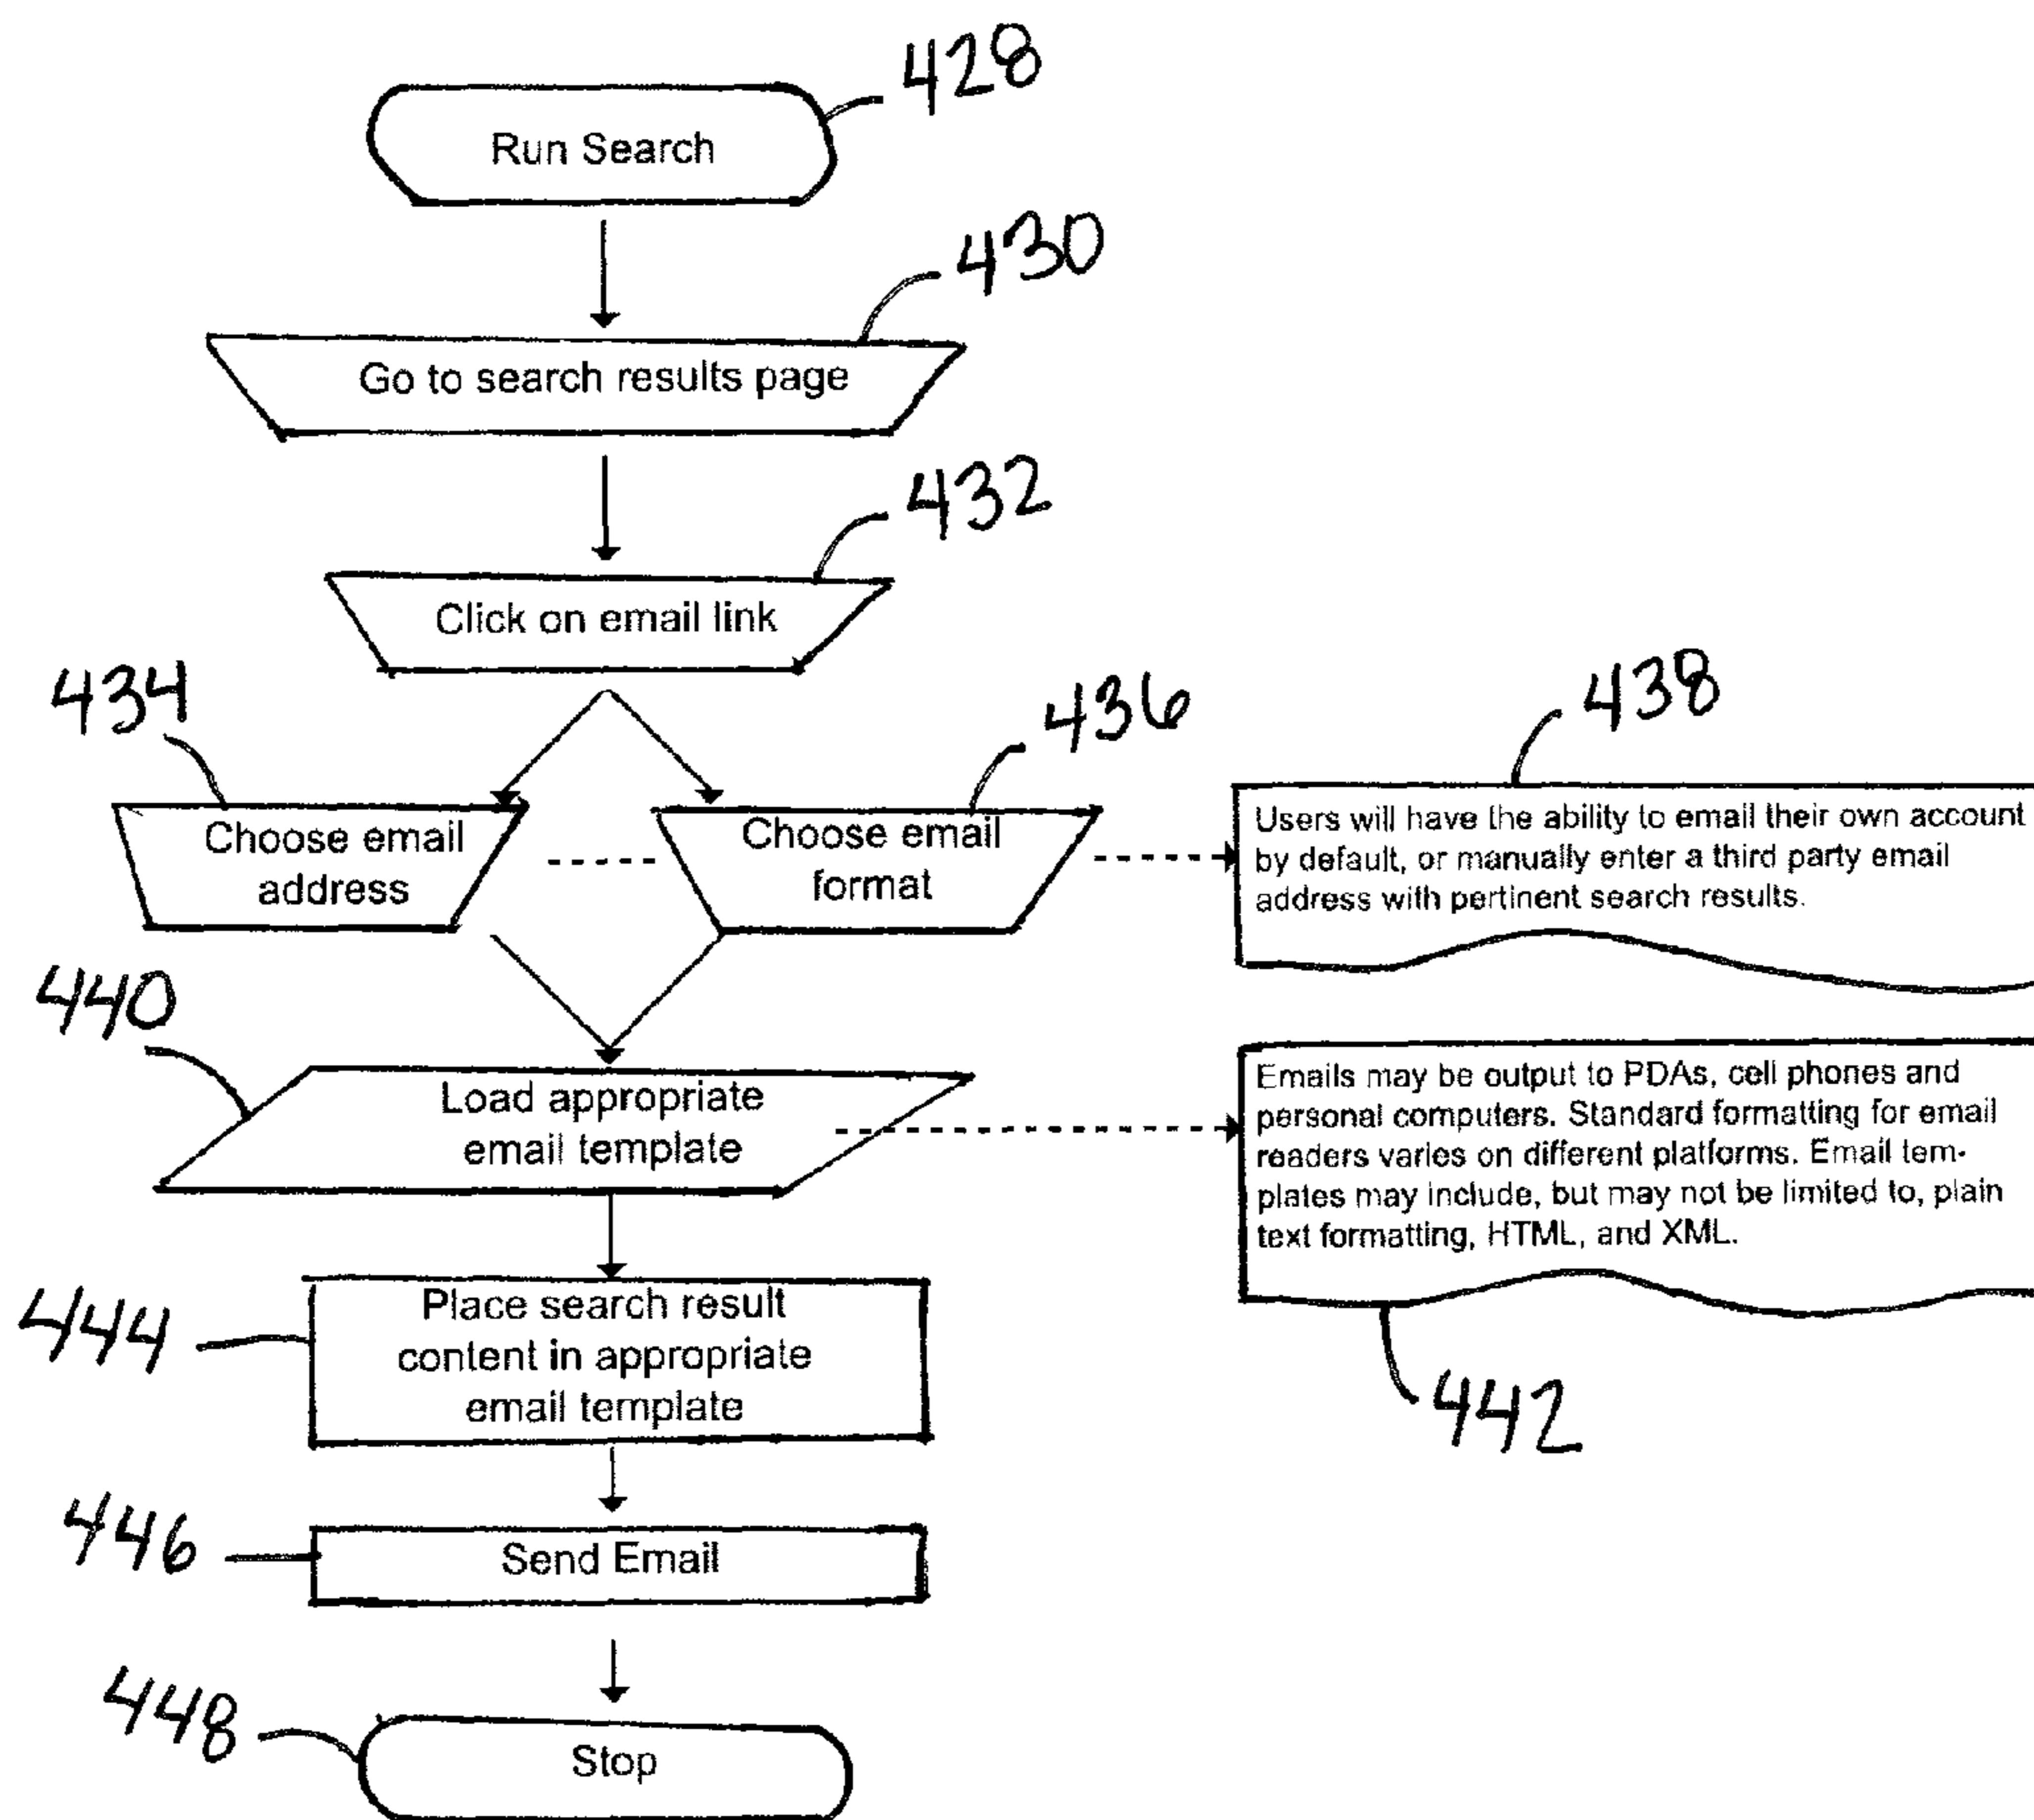 428
Run Search
430
Go to search results page
432
Click on email link
434
436
438
Choose email
address
Choose email
format
Users will have the ability to email their own account
by default, or manually enter a third party email
address with pertinent search results.
440
Load appropriate
email template
Emails may be output to PDAs, cell phones and
personal computers. Standard formatting for email
readers varies on different platforms. Email tem-
plates may include, but may not be limited to, plain
text formatting, HTML, and XML.
442
444
Place search result
content in appropriate
email template
446
Send Email
448
Stop